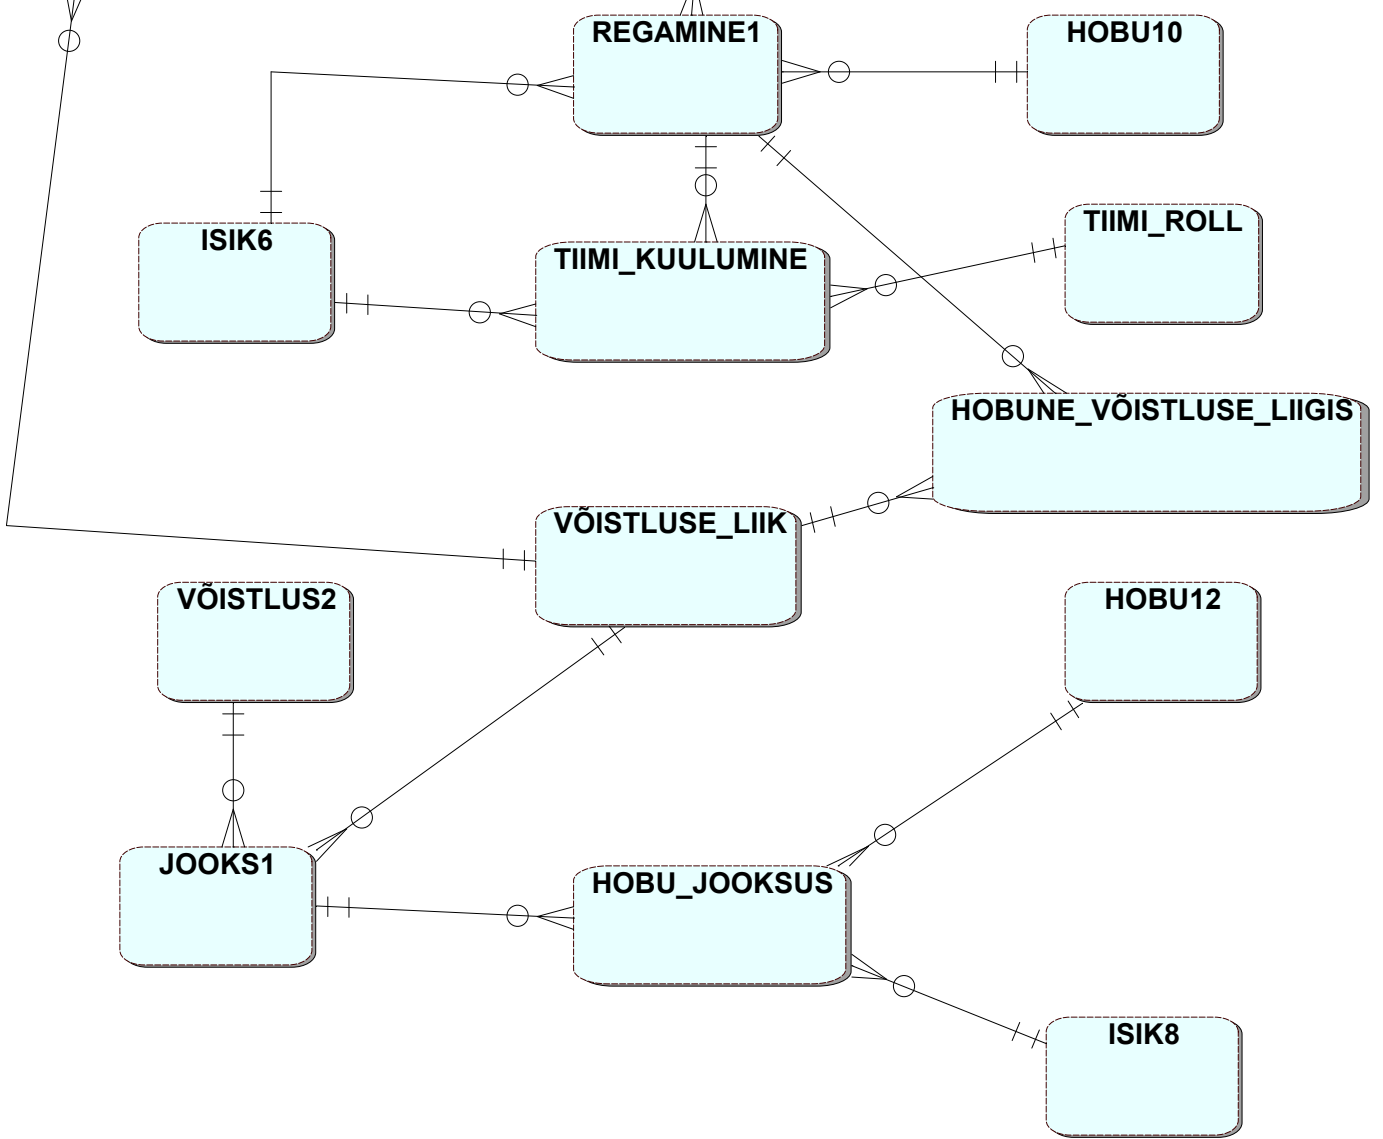 REGAMINE1
HOBU10
ISIK6
TIIMI_KUULUMINE
TIIMI_ROLL
HOBUNE_VÕISTLUSE_LIIGIS
VÕISTLUSE_LIIK
VÕISTLUS2
HOBU12
JOOKS1
HOBU_JOOKSUS
ISIK8